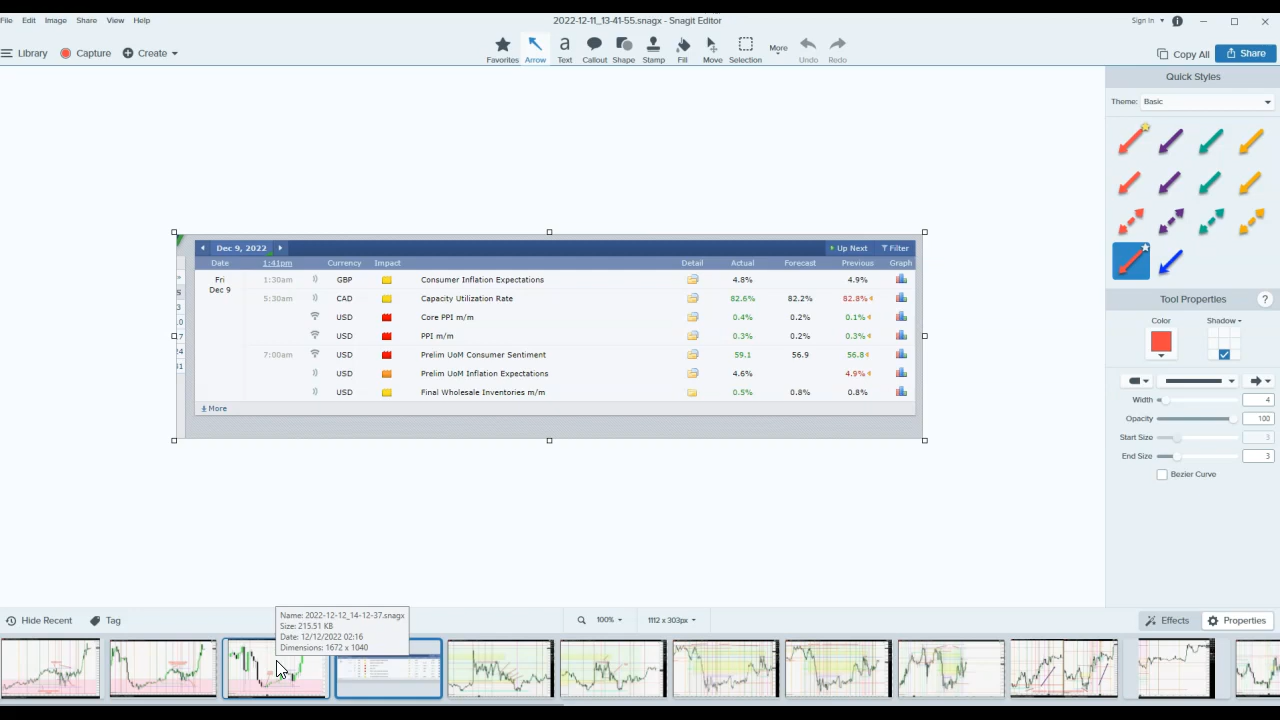 File Edit Image Share View Help
2022-12-11_13-41-55.snagx - Snagit Editor
Sign In
Library Capture Create
Favorites Arrow Text Callout Shape Stamp Fill Move Selection More Undo Redo
Copy All Share
Quick Styles
Theme: Basic
Dec 9, 2022 Up Next Filter
Date 1:41pm Currency Impact Detail Actual Forecast Previous Graph
Fri 1:30am GBP Consumer Inflation Expectations 4.8% 4.9%
Dec 9
5:30am CAD Capacity Utilization Rate 82.6% 82.2% 82.8%
USD Core PPI m/m 0.4% 0.2% 0.1%
USD PPI m/m 0.3% 0.2% 0.3%
7:00am USD Prelim UoM Consumer Sentiment 59.1 56.9 56.8
USD Prelim UoM Inflation Expectations 4.6% 4.9%
USD Final Wholesale Inventories m/m 0.5% 0.8% 0.8%
More
Tool Properties ?
Color Shadow
Width 4
Opacity 100
Start Size 3
End Size 3
Bezier Curve
Hide Recent Tag
100% 1112 x 303px
Effects Properties
Name: 2022-12-12_14-12-37.snagx
Size: 215.51 KB
Date: 12/12/2022 02:16
Dimensions: 1672 x 1040